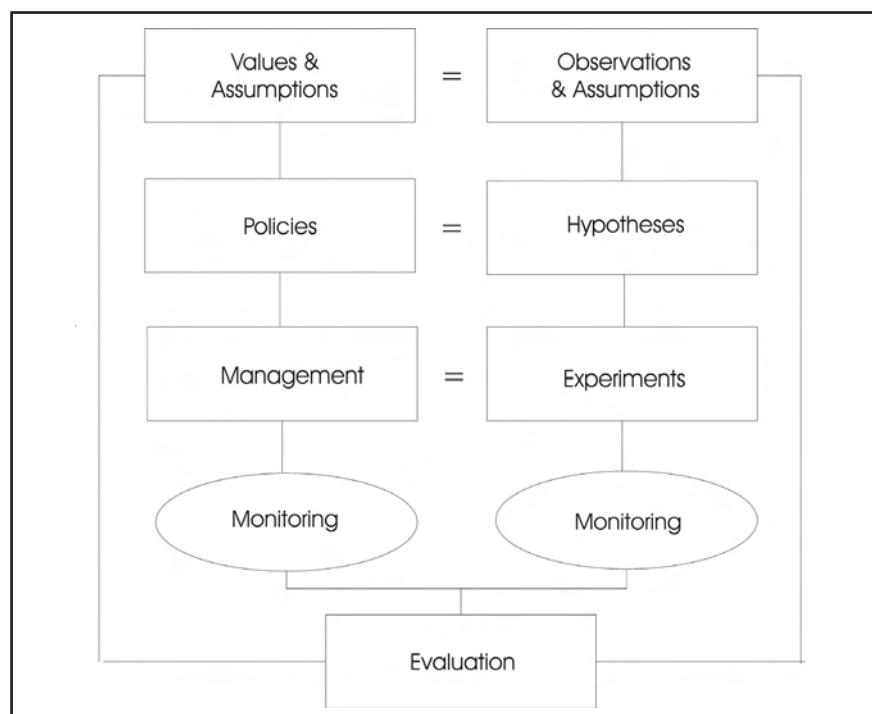 Values &
Assumptions
=
Observations
& Assumptions
Policies
=
Hypotheses
Management
=
Experiments
Monitoring
Monitoring
Evaluation